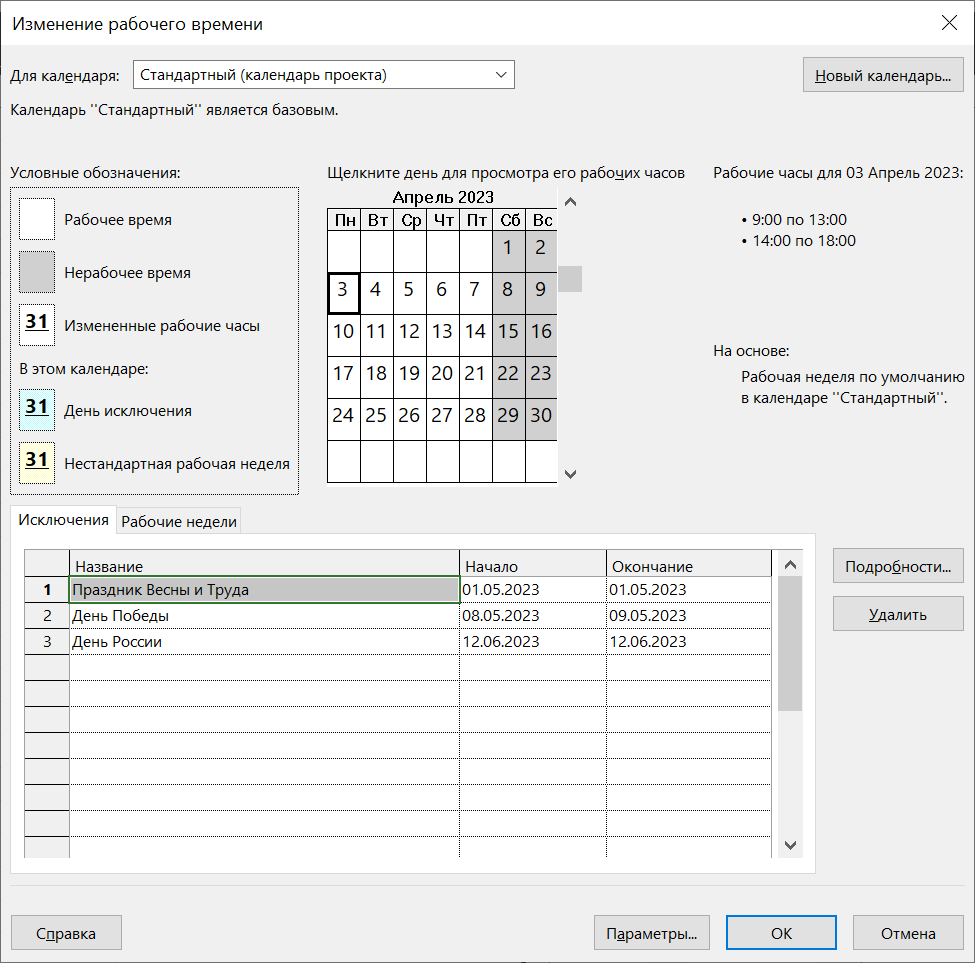 Изменение рабочего времени
Для календаря: Стандартный (календарь проекта) Новый календарь...
Календарь "Стандартный" является базовым.
Условные обозначения:
Рабочее время
Нерабочее время
31 Измененные рабочие часы
В этом календаре:
31 День исключения
31 Нестандартная рабочая неделя
Щелкните день для просмотра его рабочих часов
Апрель 2023
Пн Вт Ср Чт Пт Сб Вс
1 2
3 4 5 6 7 8 9
10 11 12 13 14 15 16
17 18 19 20 21 22 23
24 25 26 27 28 29 30
Рабочие часы для 03 Апрель 2023:
• 9:00 по 13:00
• 14:00 по 18:00
На основе:
Рабочая неделя по умолчанию
в календаре "Стандартный".
Исключения Рабочие недели
Название Начало Окончание
1 Праздник Весны и Труда 01.05.2023 01.05.2023
2 День Победы 08.05.2023 09.05.2023
3 День России 12.06.2023 12.06.2023
Подробности...
Удалить
Справка Параметры... ОК Отмена